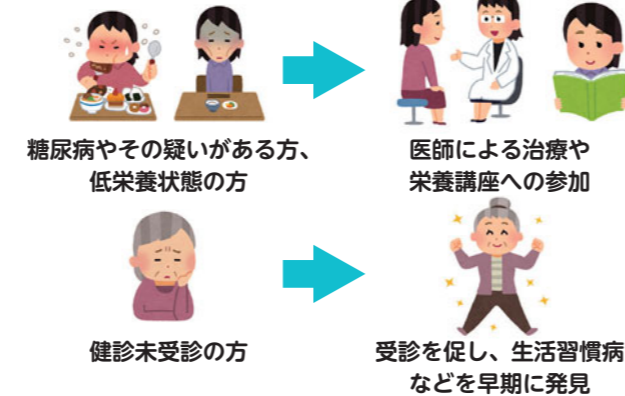 糖尿病やその疑いがある方、
低栄養状態の方
医師による治療や
栄養講座への参加
健診未受診の方
受診を促し、生活習慣病
などを早期に発見